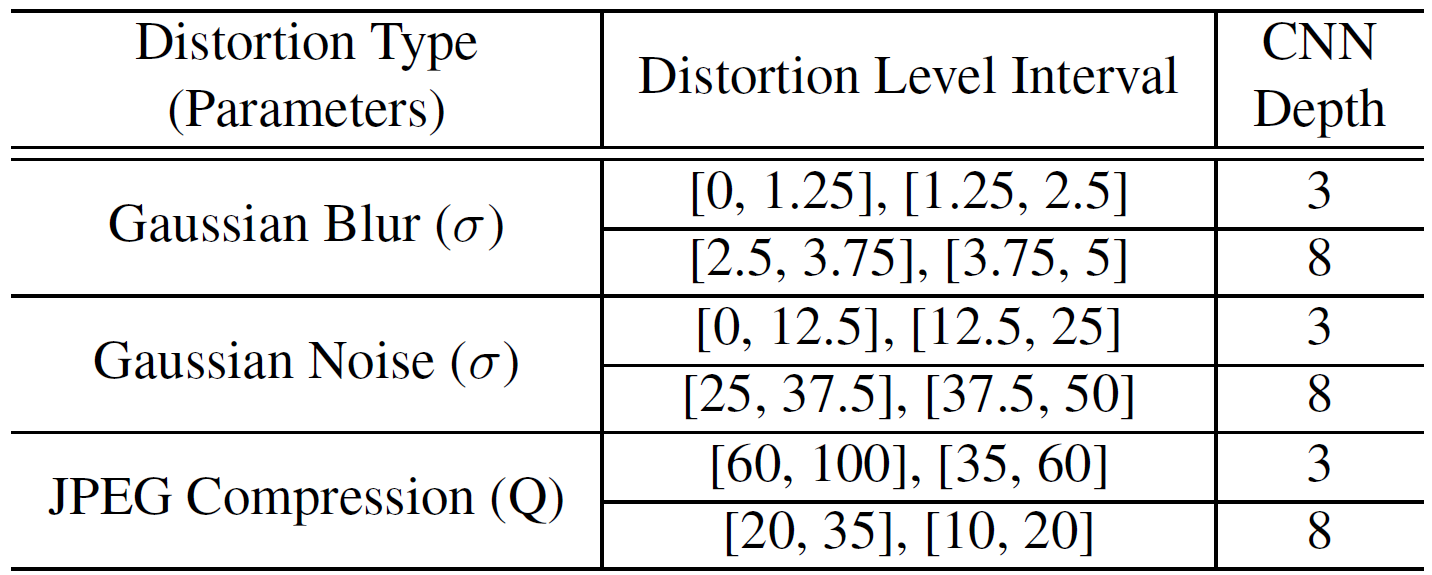 Distortion Type
(Parameters)
Distortion Level Interval
CNN
Depth
Gaussian Blur (σ)
[0, 1.25], [1.25, 2.5]
3
[2.5, 3.75], [3.75, 5]
8
Gaussian Noise (σ)
[0, 12.5], [12.5, 25]
3
[25, 37.5], [37.5, 50]
8
JPEG Compression (Q)
[60, 100], [35, 60]
3
[20, 35], [10, 20]
8